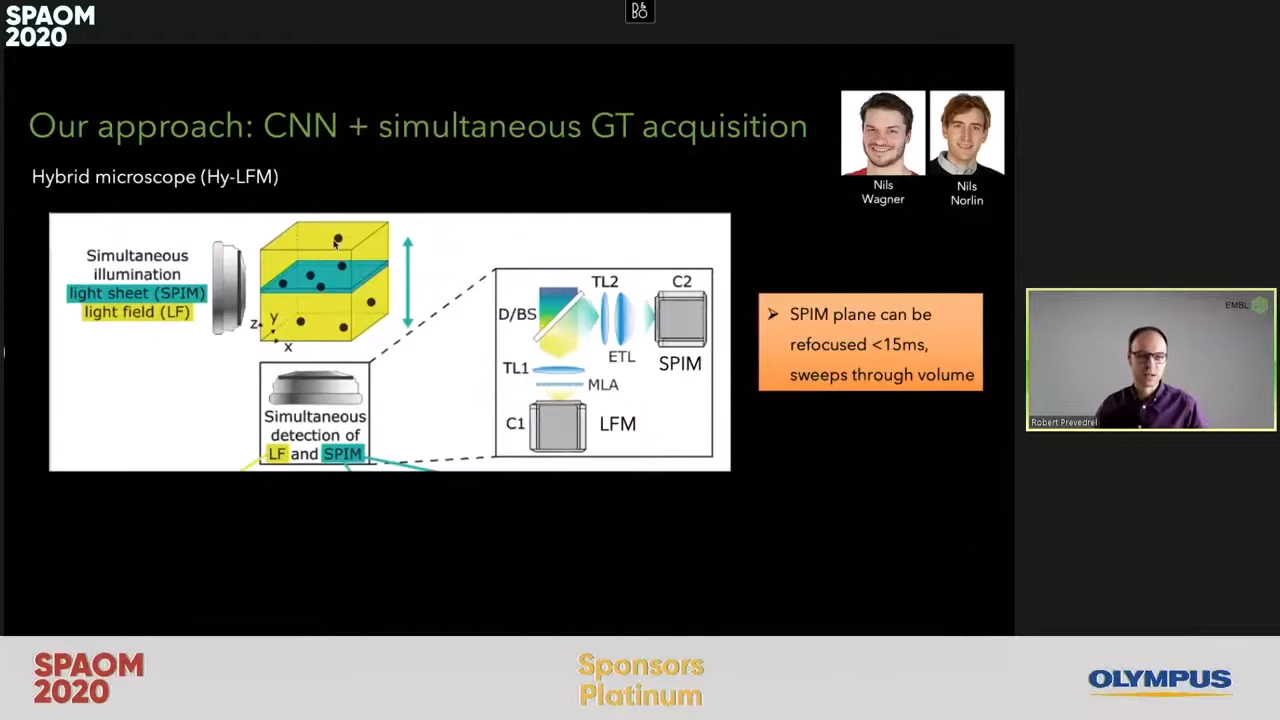 SPAOM
2020
B&O
Our approach: CNN + simultaneous GT acquisition
Hybrid microscope (Hy-LFM)
Nils
Wagner
Nils
Norlin
Simultaneous
illumination
light sheet (SPIM)
light field (LF)
z
y
x
Simultaneous
detection of
LF and SPIM
TL2
C2
D/BS
ETL
SPIM
TL1
MLA
C1
LFM
➢ SPIM plane can be
refocused <15ms,
sweeps through volume
EMBL
Robert Prevedrel
SPAOM
2020
Sponsors
Platinum
OLYMPUS